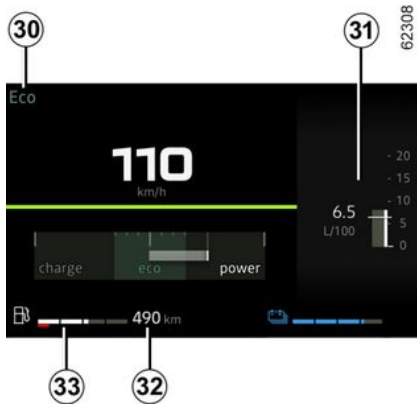 30
31
62308
Eco
110
km/h
- 20
- 15
- 10
- 5
- 0
6.5
L/100
charge
eco
power
490 km
33
32